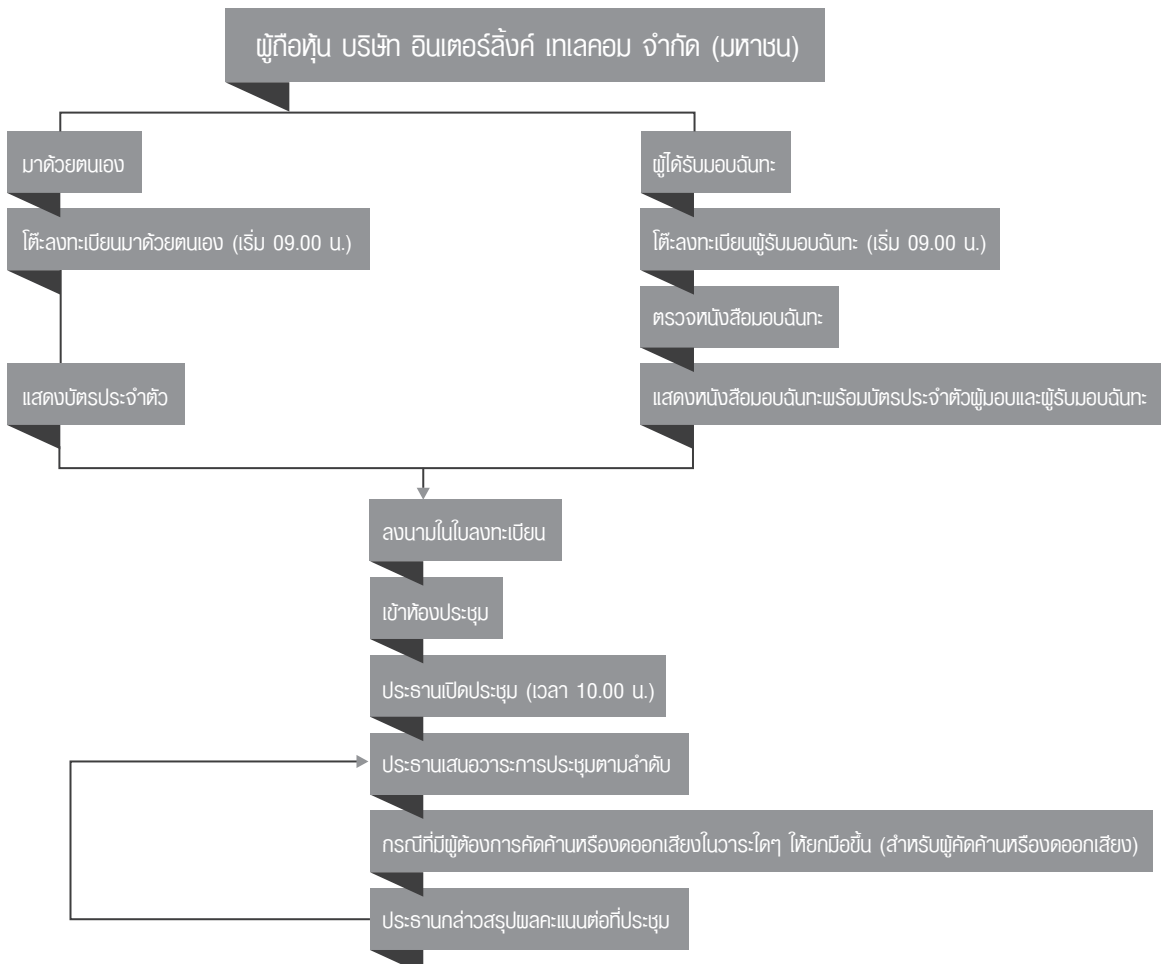 ผู้ถือหุ้น บริษัท อินเตอร์ลิ้งค์ เทเลคอม จำกัด (มหาชน)
มาด้วยตนเอง
โต๊ะลงทะเบียนมาด้วยตนเอง (เริ่ม 09.00 น.)
แสดงบัตรประจำตัว
ผู้ได้รับมอบฉันทะ
โต๊ะลงทะเบียนผู้รับมอบฉันทะ (เริ่ม 09.00 น.)
ตรวจหนังสือมอบฉันทะ
แสดงหนังสือมอบฉันทะพร้อมบัตรประจำตัวผู้มอบและผู้รับมอบฉันทะ
ลงนามในใบลงทะเบียน
เข้าห้องประชุม
ประธานเปิดประชุม (เวลา 10.00 น.)
ประธานเสนอวาระการประชุมตามลำดับ
กรณีที่มีผู้ต้องการคัดค้านหรืองดออกเสียงในวาระใดๆ ให้ยกมือขึ้น (สำหรับผู้คัดค้านหรืองดออกเสียง)
ประธานกล่าวสรุปผลคะแนนต่อที่ประชุม